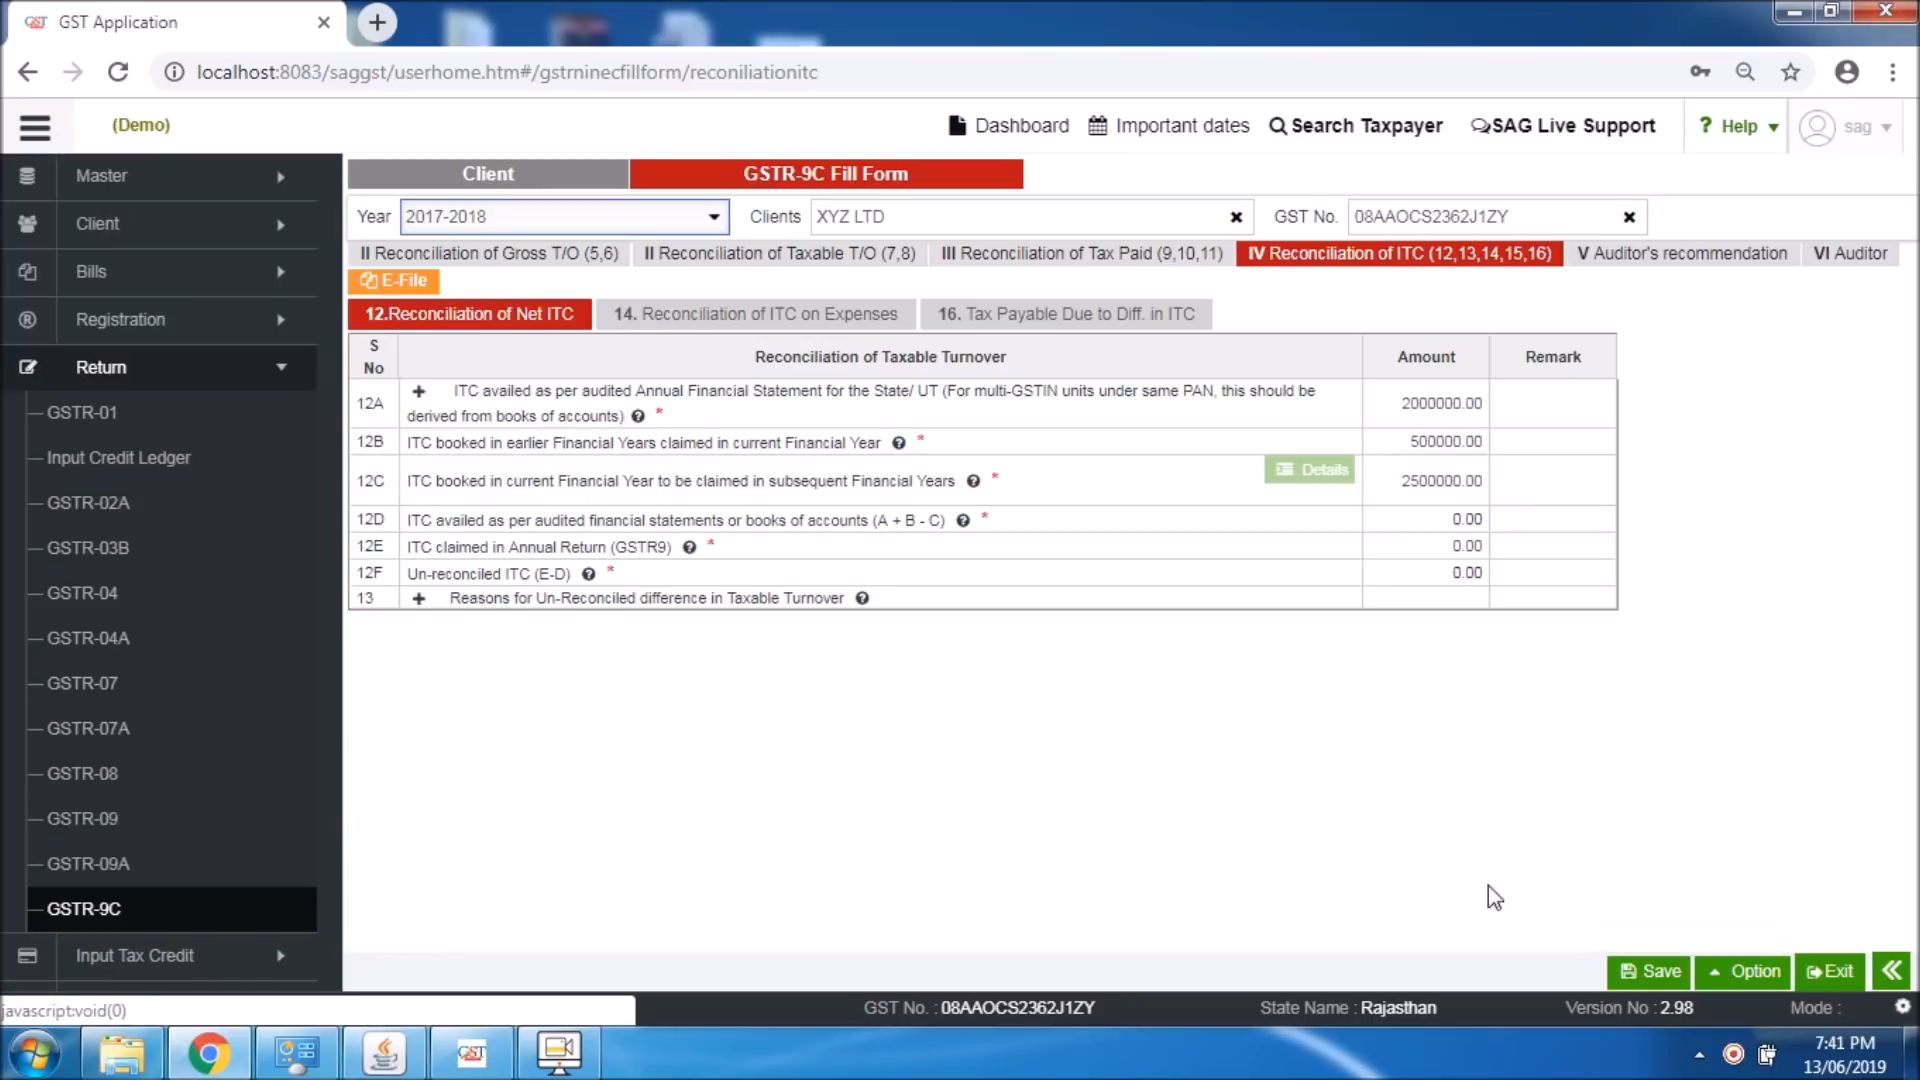 GST Application
localhost:8083/saggst/userhome.htm#/gstrninecfillform/reconiliationitc
(Demo)
Dashboard
Important dates
Search Taxpayer
SAG Live Support
? Help
sag
Master
Client
Bills
Registration
Return
GSTR-01
Input Credit Ledger
GSTR-02A
GSTR-03B
GSTR-04
GSTR-04A
GSTR-07
GSTR-07A
GSTR-08
GSTR-09
GSTR-09A
GSTR-9C
Input Tax Credit
Client
GSTR-9C Fill Form
Year 2017-2018
Clients XYZ LTD
GST No. 08AAOCS2362J1ZY
II Reconciliation of Gross T/O (5,6)
II Reconciliation of Taxable T/O (7,8)
III Reconciliation of Tax Paid (9,10,11)
IV Reconciliation of ITC (12,13,14,15,16)
V Auditor's recommendation
VI Auditor
E-File
12.Reconciliation of Net ITC
14. Reconciliation of ITC on Expenses
16. Tax Payable Due to Diff. in ITC
S No
Reconciliation of Taxable Turnover
Amount
Remark
12A ITC availed as per audited Annual Financial Statement for the State/ UT (For multi-GSTIN units under same PAN, this should be
derived from books of accounts) * 2000000.00
12B ITC booked in earlier Financial Years claimed in current Financial Year * 500000.00
12C ITC booked in current Financial Year to be claimed in subsequent Financial Years * Details 2500000.00
12D ITC availed as per audited financial statements or books of accounts (A + B - C) * 0.00
12E ITC claimed in Annual Return (GSTR9) * 0.00
12F Un-reconciled ITC (E-D) * 0.00
13 Reasons for Un-Reconciled difference in Taxable Turnover
Save
Option
Exit
javascript:void(0)
GST No. : 08AAOCS2362J1ZY
State Name : Rajasthan
Version No : 2.98
Mode :
GST
7:41 PM
13/06/2019